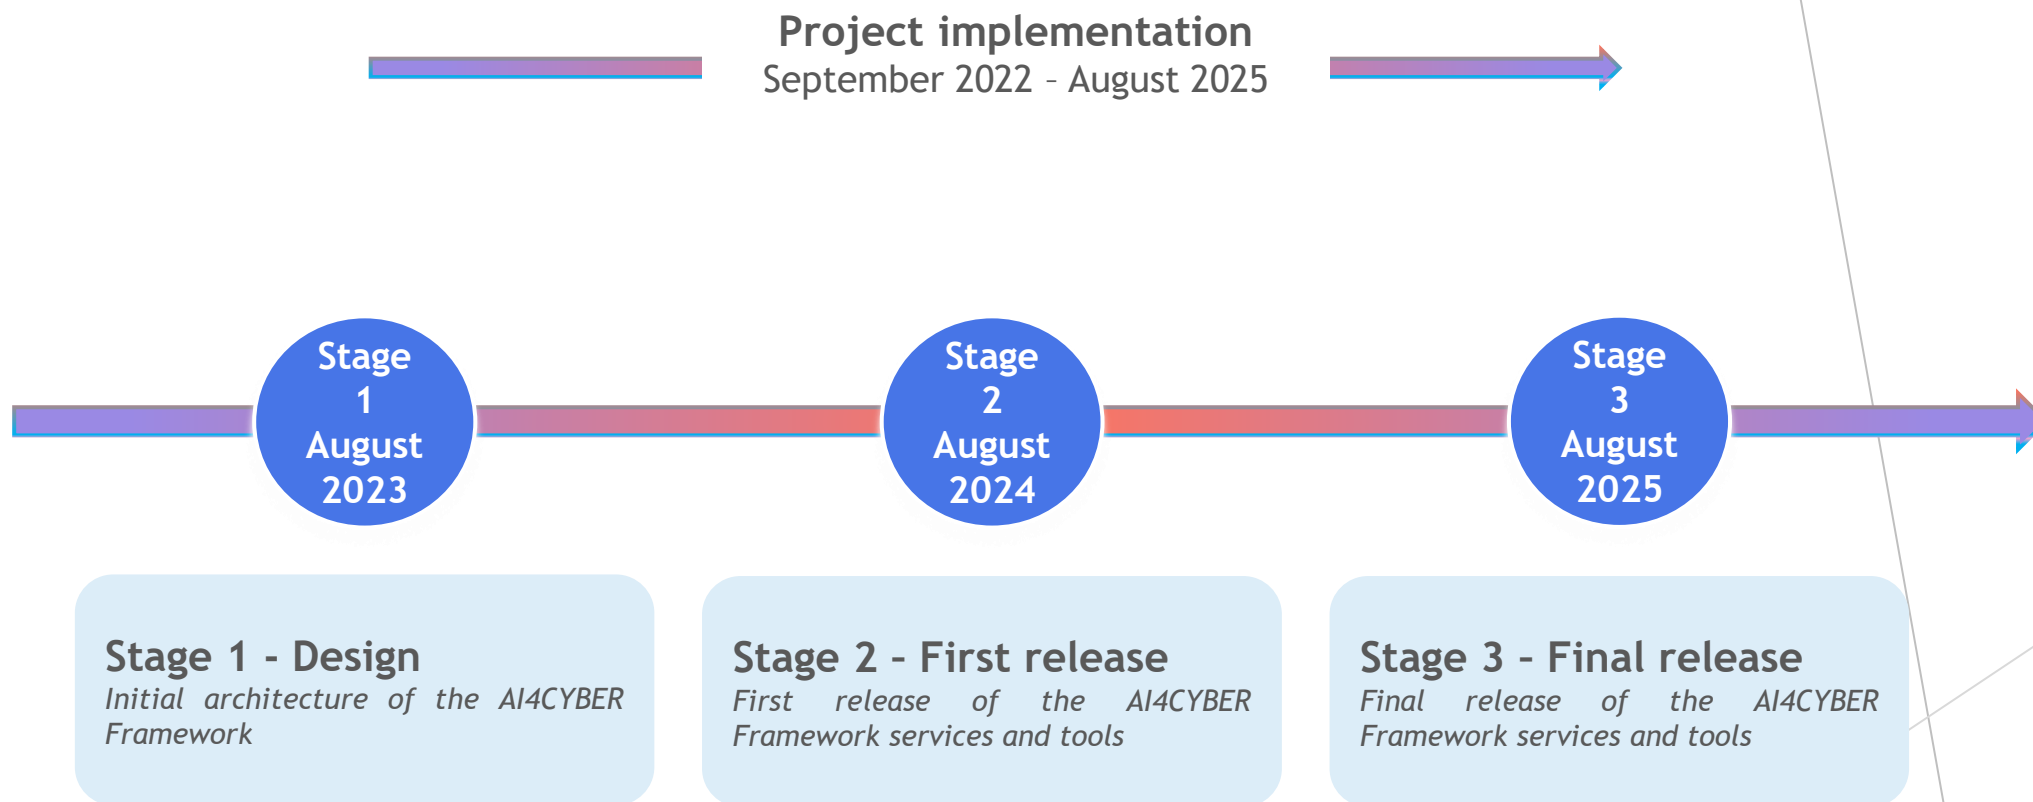 Project implementation
September 2022 – August 2025
Stage
1
August
2023
Stage
2
August
2024
Stage
3
August
2025
Stage 1 - Design
Initial architecture of the AI4CYBER
Framework
Stage 2 – First release
First release of the AI4CYBER
Framework services and tools
Stage 3 – Final release
Final release of the AI4CYBER
Framework services and tools